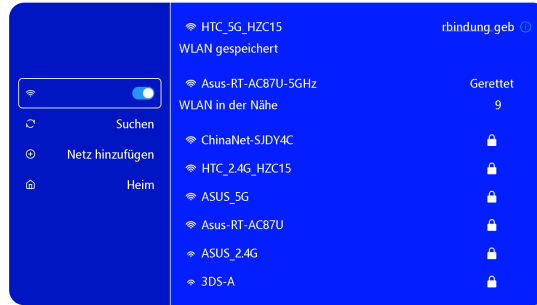 HTC_5G_HZC15 rbindung geb
WLAN gespeichert
Asus-RT-AC87U-5GHz Gerettet
WLAN in der Nähe 9
Suchen
ChinaNet-SJDY4C
Netz hinzufügen
HTC_2.4G_HZC15
Heim
ASUS_5G
Asus-RT-AC87U
ASUS_2.4G
3DS-A